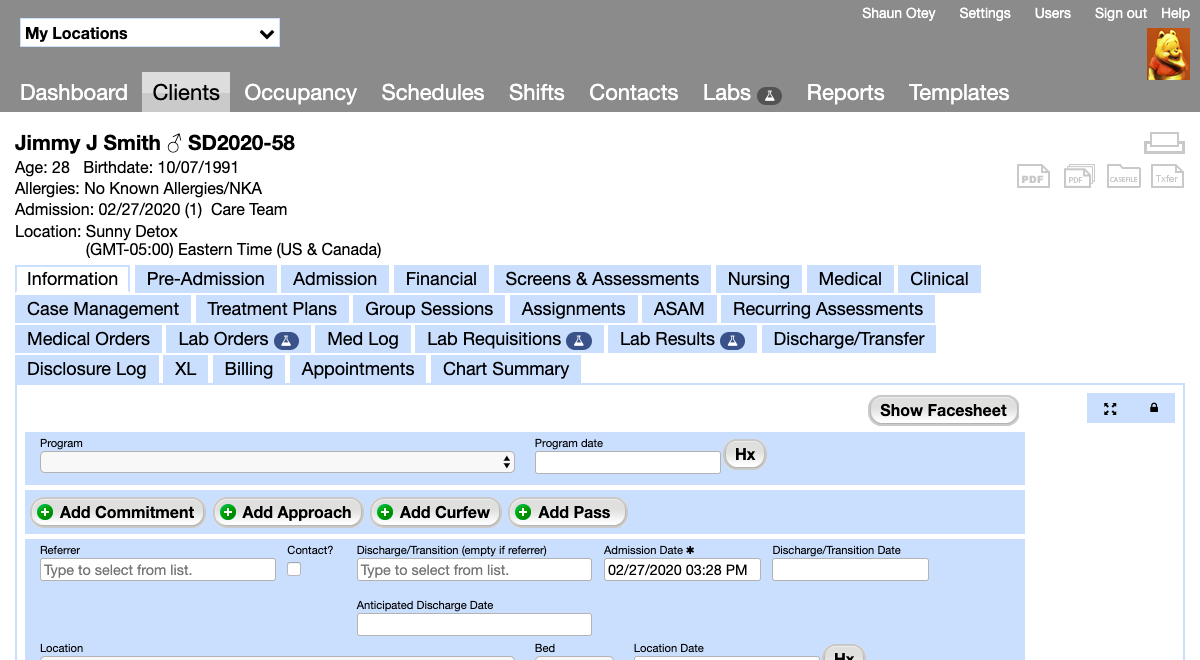 Shaun Otey Settings Users Sign out Help
My Locations
Dashboard Clients Occupancy Schedules Shifts Contacts Labs Reports Templates
Jimmy J Smith ♂ SD2020-58
Age: 28 Birthdate: 10/07/1991
Allergies: No Known Allergies/NKA
Admission: 02/27/2020 (1) Care Team
Location: Sunny Detox
(GMT-05:00) Eastern Time (US & Canada)
PDF PDF CASEFILE Txfer
Information Pre-Admission Admission Financial Screens & Assessments Nursing Medical Clinical
Case Management Treatment Plans Group Sessions Assignments ASAM Recurring Assessments
Medical Orders Lab Orders Med Log Lab Requisitions Lab Results Discharge/Transfer
Disclosure Log XL Billing Appointments Chart Summary
Show Facesheet
Program Program date
Hx
Add Commitment Add Approach Add Curfew Add Pass
Referrer Contact? Discharge/Transition (empty if referrer) Admission Date ✱ Discharge/Transition Date
Type to select from list. Type to select from list. 02/27/2020 03:28 PM
Anticipated Discharge Date
Location Bed Location Date
Hx